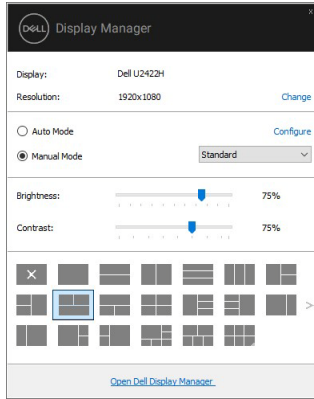 DELL Display Manager
Display: Dell U2422H
Resolution: 1920x1080 Change
Auto Mode Configure
Manual Mode Standard
Brightness: 75%
Contrast: 75%
Open Dell Display Manager